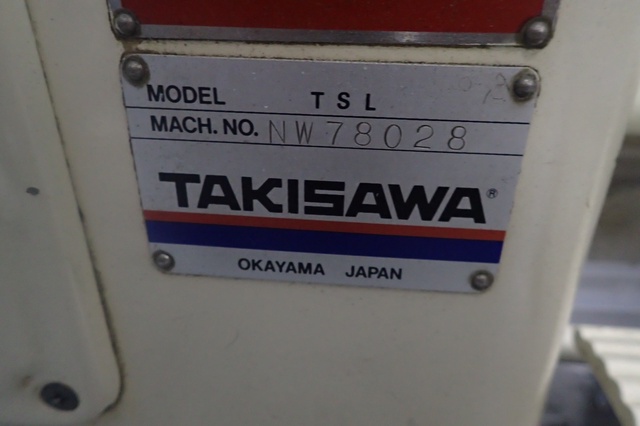 MODEL TSL
MACH. NO. NW78028
TAKISAWA®
OKAYAMA JAPAN